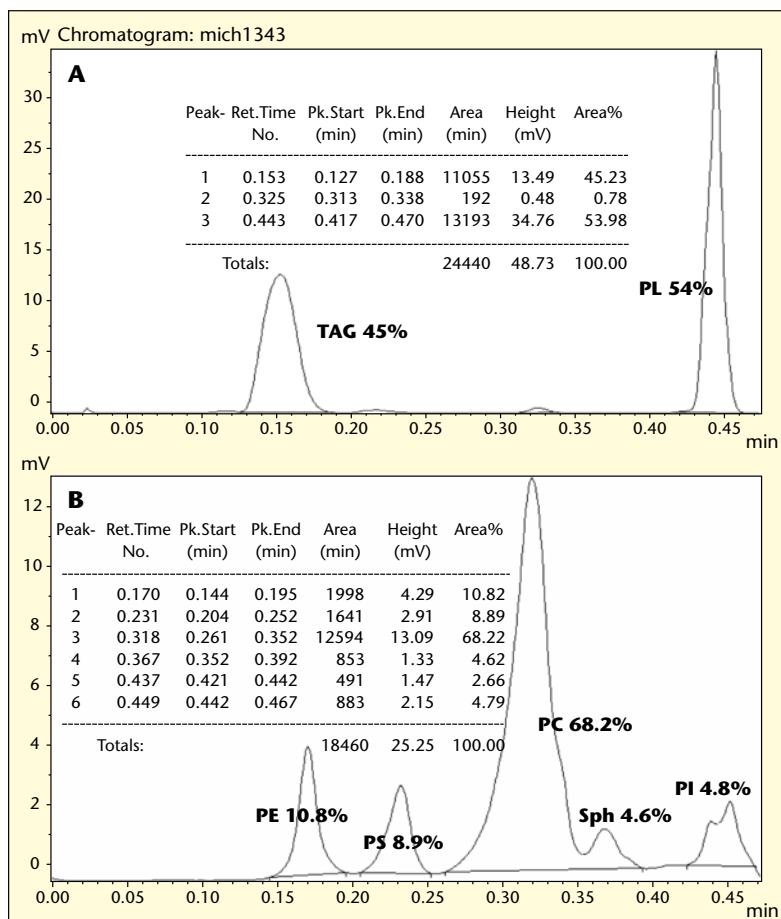 mV Chromatogram: mich1343
A
Peak- Ret.Time Pk.Start Pk.End Area Height Area%
No. (min) (min) (min) (mV)
1 0.153 0.127 0.188 11055 13.49 45.23
2 0.325 0.313 0.338 192 0.48 0.78
3 0.443 0.417 0.470 13193 34.76 53.98
Totals: 24440 48.73 100.00
30
25
20
15
10
5
0
TAG 45%
PL 54%
0.00 0.05 0.10 0.15 0.20 0.25 0.30 0.35 0.40 0.45
min
mV
B
Peak- Ret.Time Pk.Start Pk.End Area Height Area%
No. (min) (min) (min) (mV)
1 0.170 0.144 0.195 1998 4.29 10.82
2 0.231 0.204 0.252 1641 2.91 8.89
3 0.318 0.261 0.352 12594 13.09 68.22
4 0.367 0.352 0.392 853 1.33 4.62
5 0.437 0.421 0.442 491 1.47 2.66
6 0.449 0.442 0.467 883 2.15 4.79
Totals: 18460 25.25 100.00
12
10
8
6
4
2
0
PE 10.8%
PS 8.9%
PC 68.2%
Sph 4.6%
PI 4.8%
0.00 0.05 0.10 0.15 0.20 0.25 0.30 0.35 0.40 0.45
min